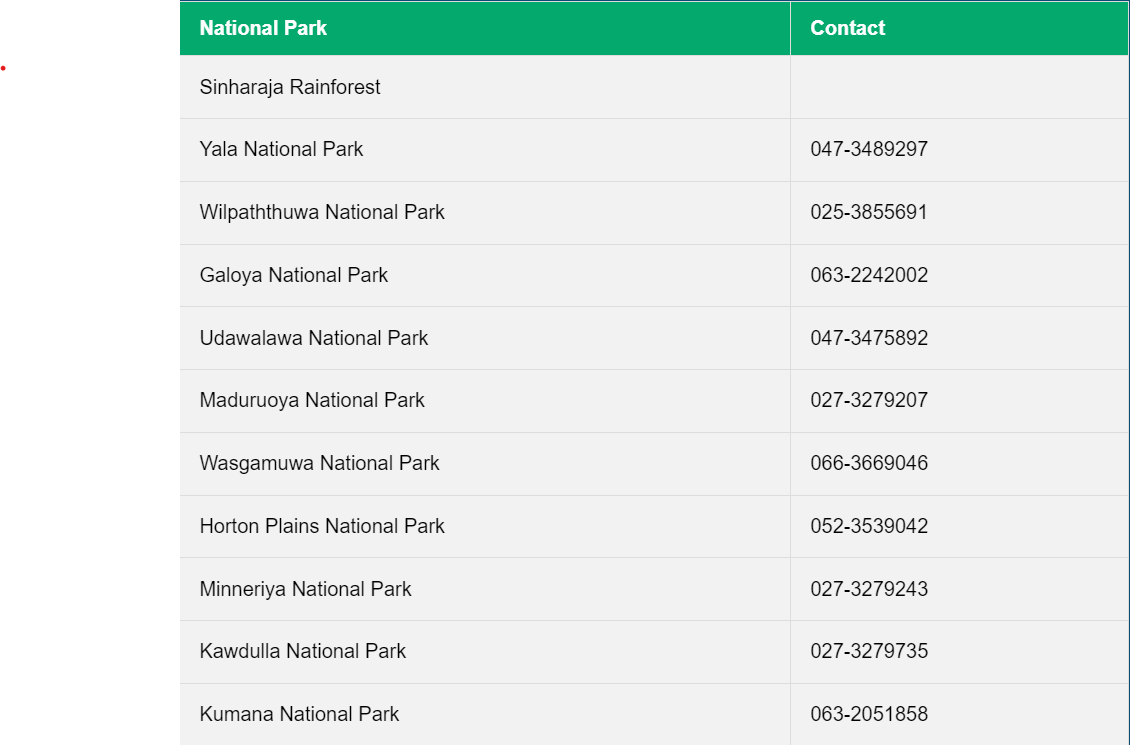 National Park Contact
Sinharaja Rainforest
Yala National Park 047-3489297
Wilpaththuwa National Park 025-3855691
Galoya National Park 063-2242002
Udawalawa National Park 047-3475892
Maduruoya National Park 027-3279207
Wasgamuwa National Park 066-3669046
Horton Plains National Park 052-3539042
Minneriya National Park 027-3279243
Kawdulla National Park 027-3279735
Kumana National Park 063-2051858